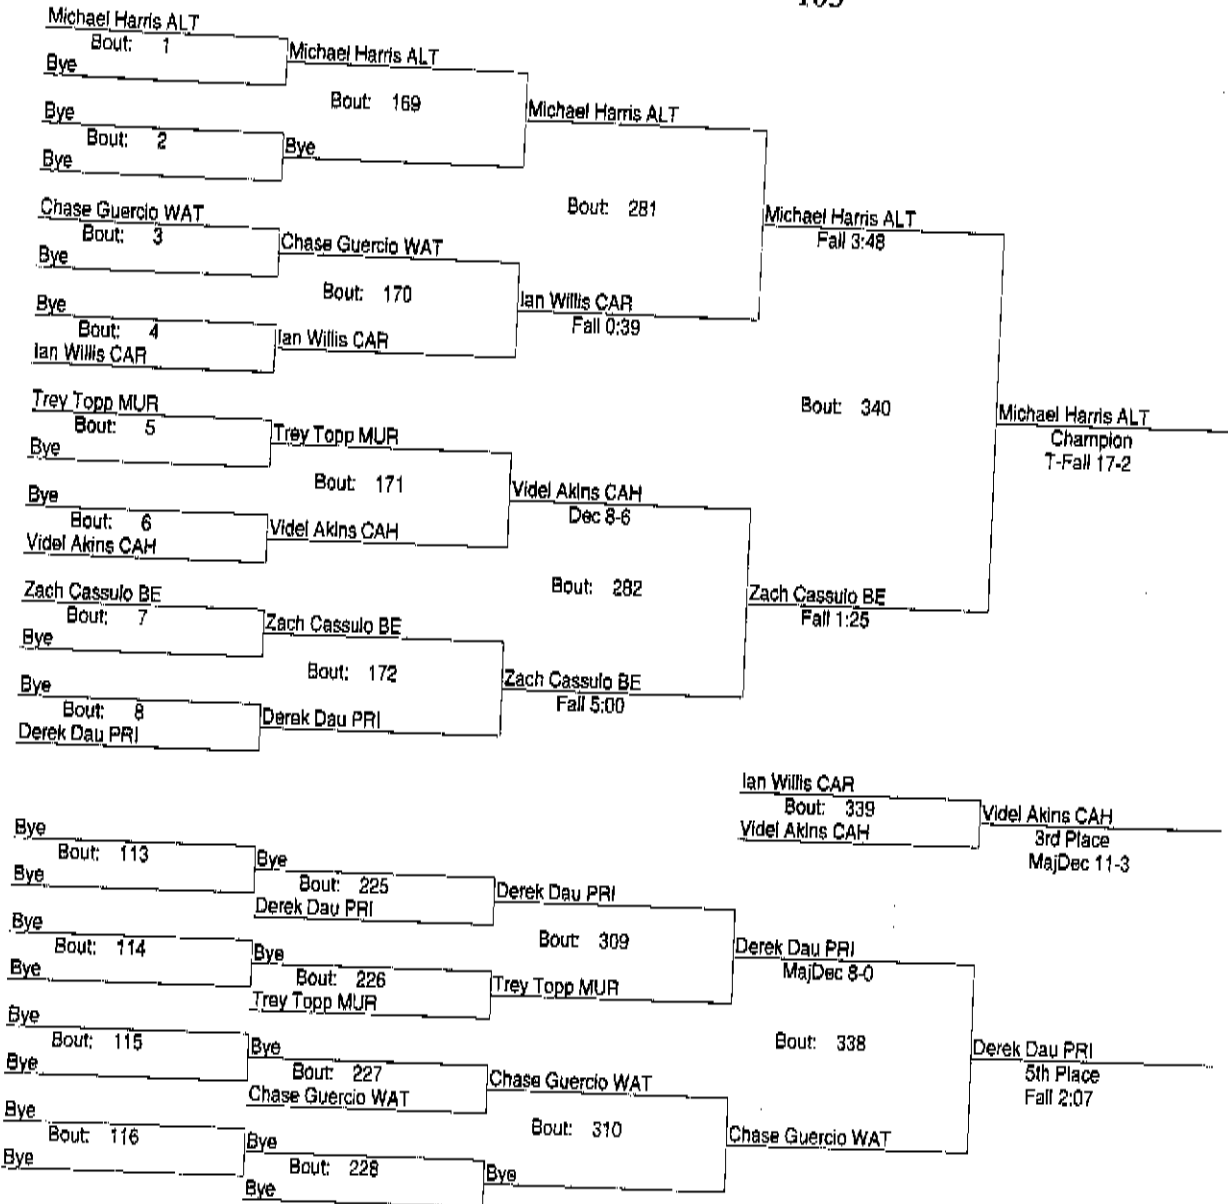 Michael Harris ALT
Bout: 1
Bye
Michael Harris ALT
Bout: 169
Bye
Bout: 2
Bye
Bye
Michael Harris ALT
Bout: 281
Chase Guercio WAT
Bout: 3
Bye
Chase Guercio WAT
Bout: 170
Bye
Bout: 4
Ian Willis CAR
Ian Willis CAR
Ian Willis CAR
Fall 0:39
Michael Harris ALT
Fall 3:48
Bout: 340
Trey Topp MUR
Bout: 5
Bye
Trey Topp MUR
Bout: 171
Bye
Bout: 6
Videl Akins CAH
Videl Akins CAH
Videl Akins CAH
Dec 8-6
Bout: 282
Zach Cassulo BE
Bout: 7
Bye
Zach Cassulo BE
Bout: 172
Bye
Bout: 8
Derek Dau PRI
Derek Dau PRI
Zach Cassulo BE
Fall 5:00
Zach Cassulo BE
Fall 1:25
Michael Harris ALT
Champion
T-Fall 17-2
Ian Willis CAR
Bout: 339
Videl Akins CAH
Videl Akins CAH
3rd Place
MajDec 11-3
Bye
Bout: 113
Bye
Bye
Bout: 225
Derek Dau PRI
Derek Dau PRI
Bout: 309
Bye
Bout: 114
Bye
Bye
Bout: 226
Trey Topp MUR
Trey Topp MUR
Derek Dau PRI
MajDec 8-0
Bout: 338
Bye
Bout: 115
Bye
Bye
Bout: 227
Chase Guercio WAT
Chase Guercio WAT
Bout: 310
Bye
Bout: 116
Bye
Bye
Bout: 228
Bye
Bye
Chase Guercio WAT
Derek Dau PRI
5th Place
Fall 2:07